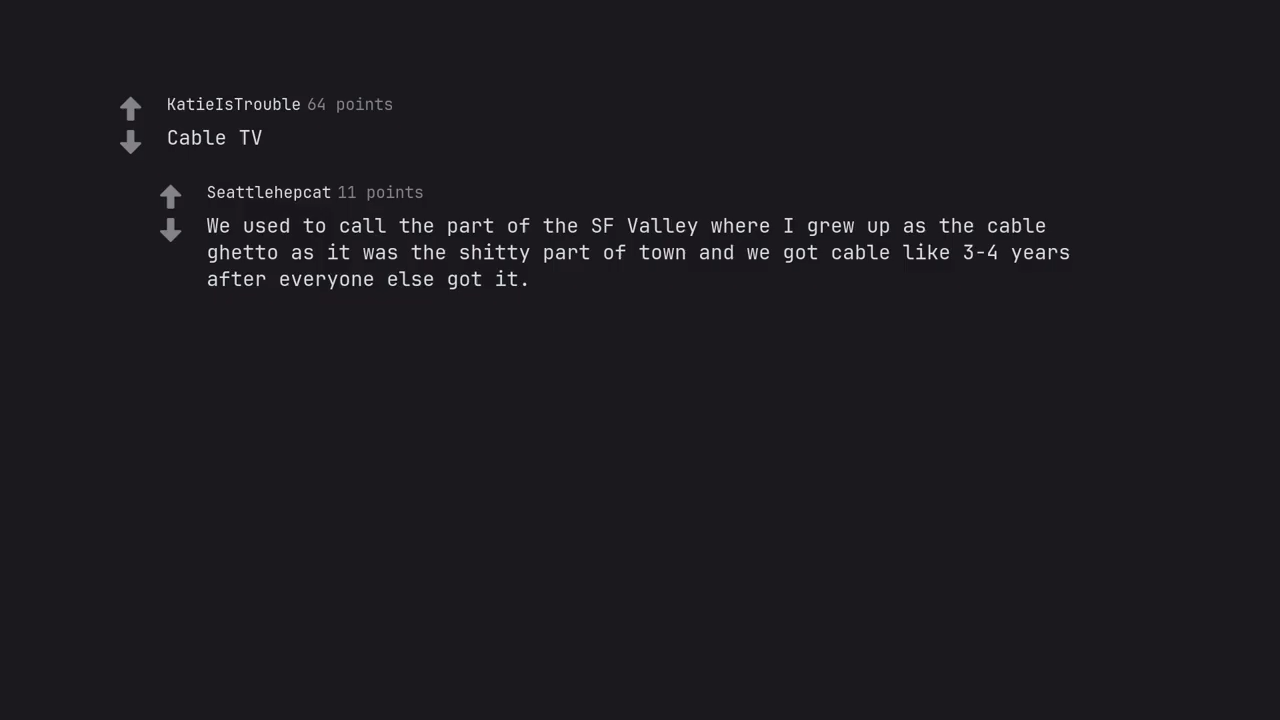 KatieIsTrouble 64 points
Cable TV
Seattlehepcat 11 points
We used to call the part of the SF Valley where I grew up as the cable
ghetto as it was the shitty part of town and we got cable like 3-4 years
after everyone else got it.